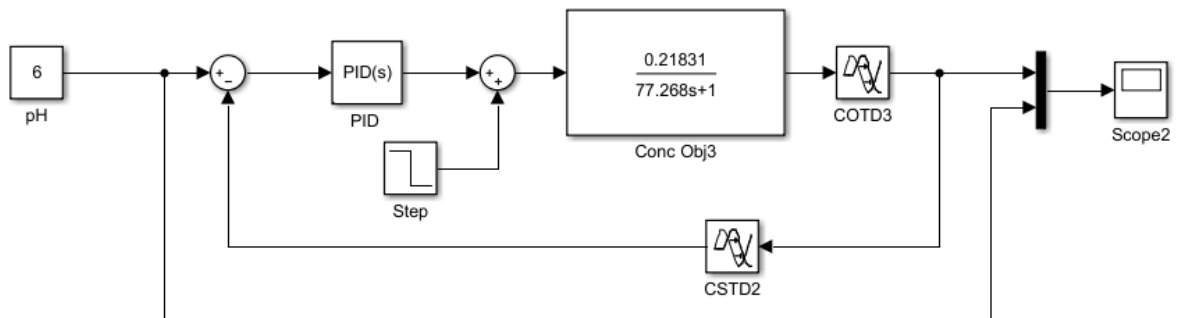 6
pH
+
−
PID(s)
PID
+
+
Step
0.21831
77.268s+1
Conc Obj3
COTD3
Scope2
CSTD2